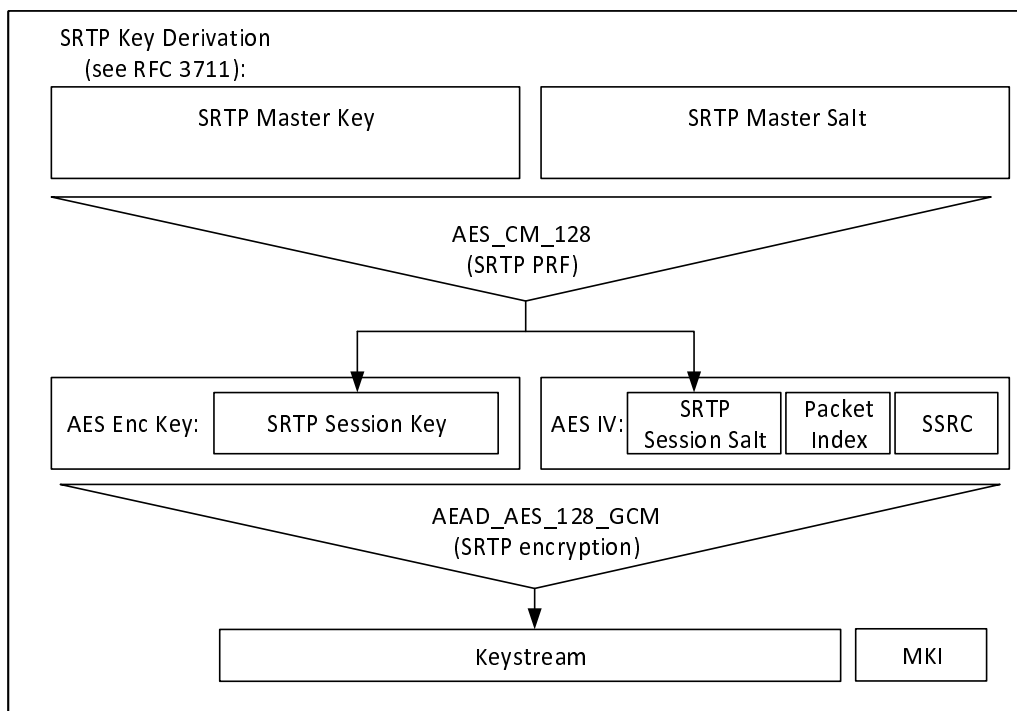 SRTP Key Derivation
(see RFC 3711):
SRTP Master Key
SRTP Master Salt
AES_CM_128
(SRTP PRF)
AES Enc Key:
SRTP Session Key
AES IV:
SRTP
Session Salt
Packet
Index
SSRC
AEAD_AES_128_GCM
(SRTP encryption)
Keystream
MKI